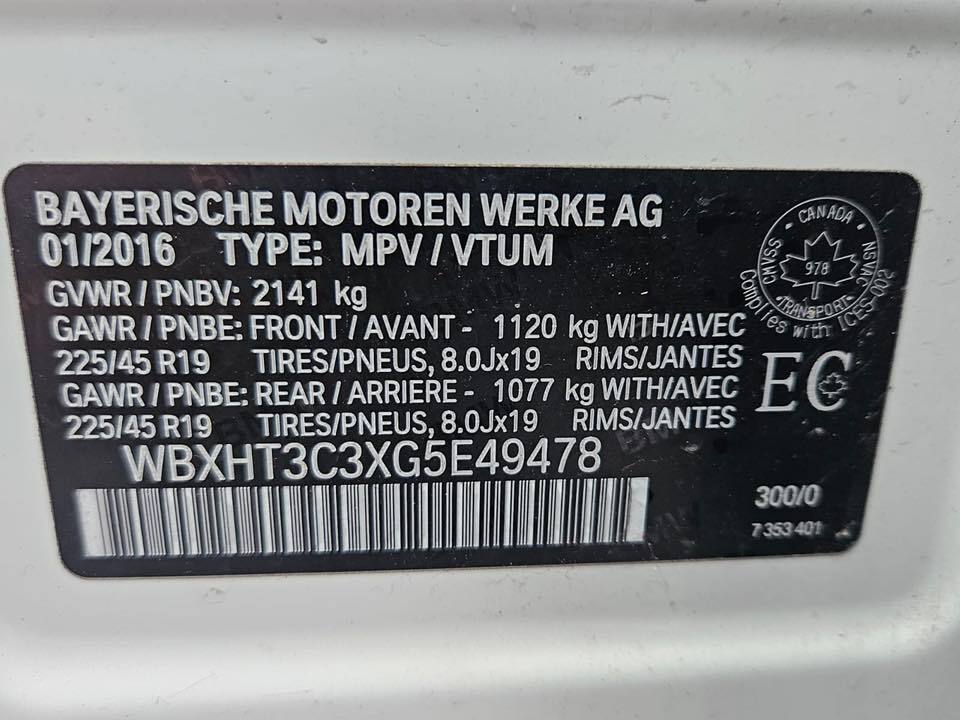 BAYERISCHE MOTOREN WERKE AG
01/2016 TYPE: MPV / VTUM
GVWR / PNBV: 2141 kg
GAWR / PNBE: FRONT / AVANT - 1120 kg WITH/AVEC
225/45 R19 TIRES/PNEUS, 8.0Jx19 RIMS/JANTES
GAWR / PNBE: REAR / ARRIERE - 1077 kg WITH/AVEC
225/45 R19 TIRES/PNEUS, 8.0Jx19 RIMS/JANTES
WBXHT3C3XG5E49478
CANADA
CMVSS NSVAC
978
TRANSPORT
Complies with ICES-002
EC
300/0
7 353 401
BMW
BMW
BMW